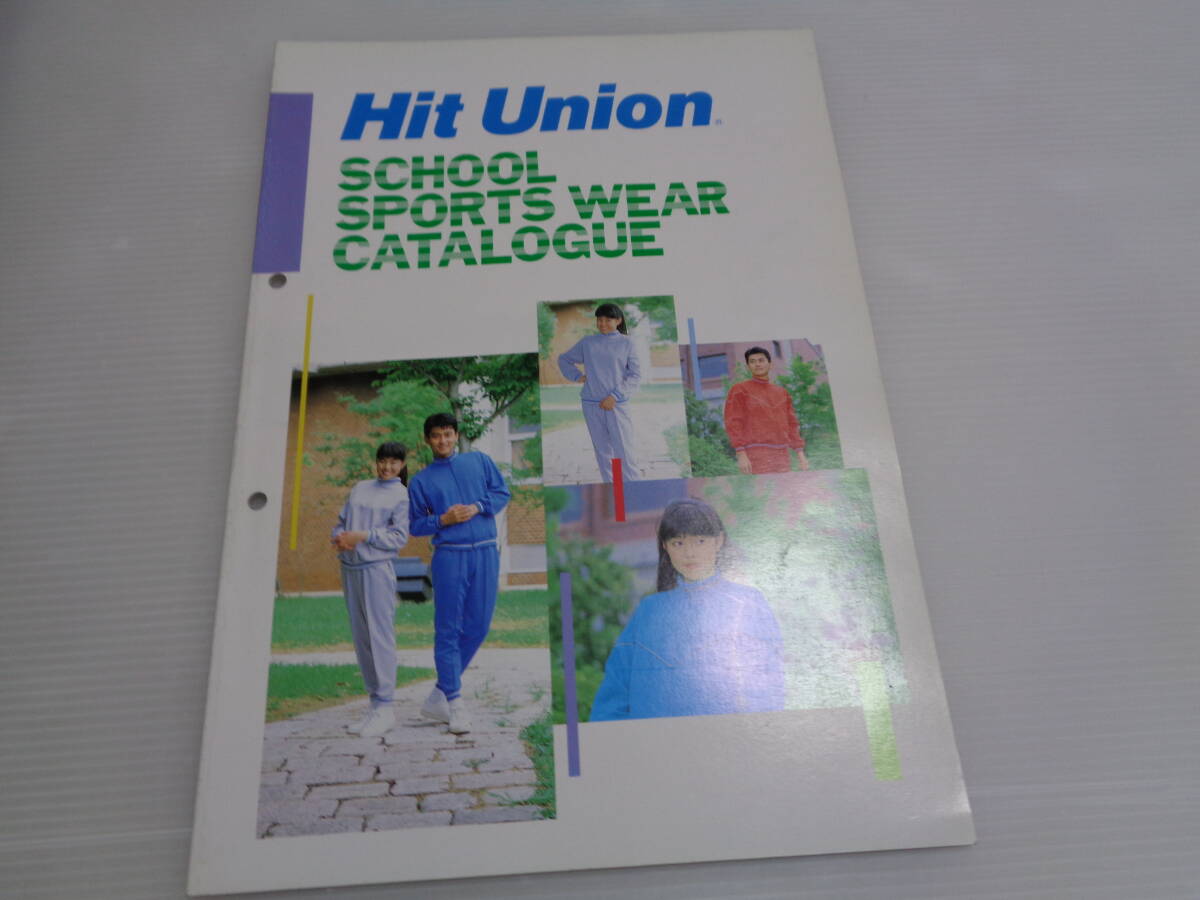 Hit Union
SCHOOL
SPORTS WEAR
CATALOGUE